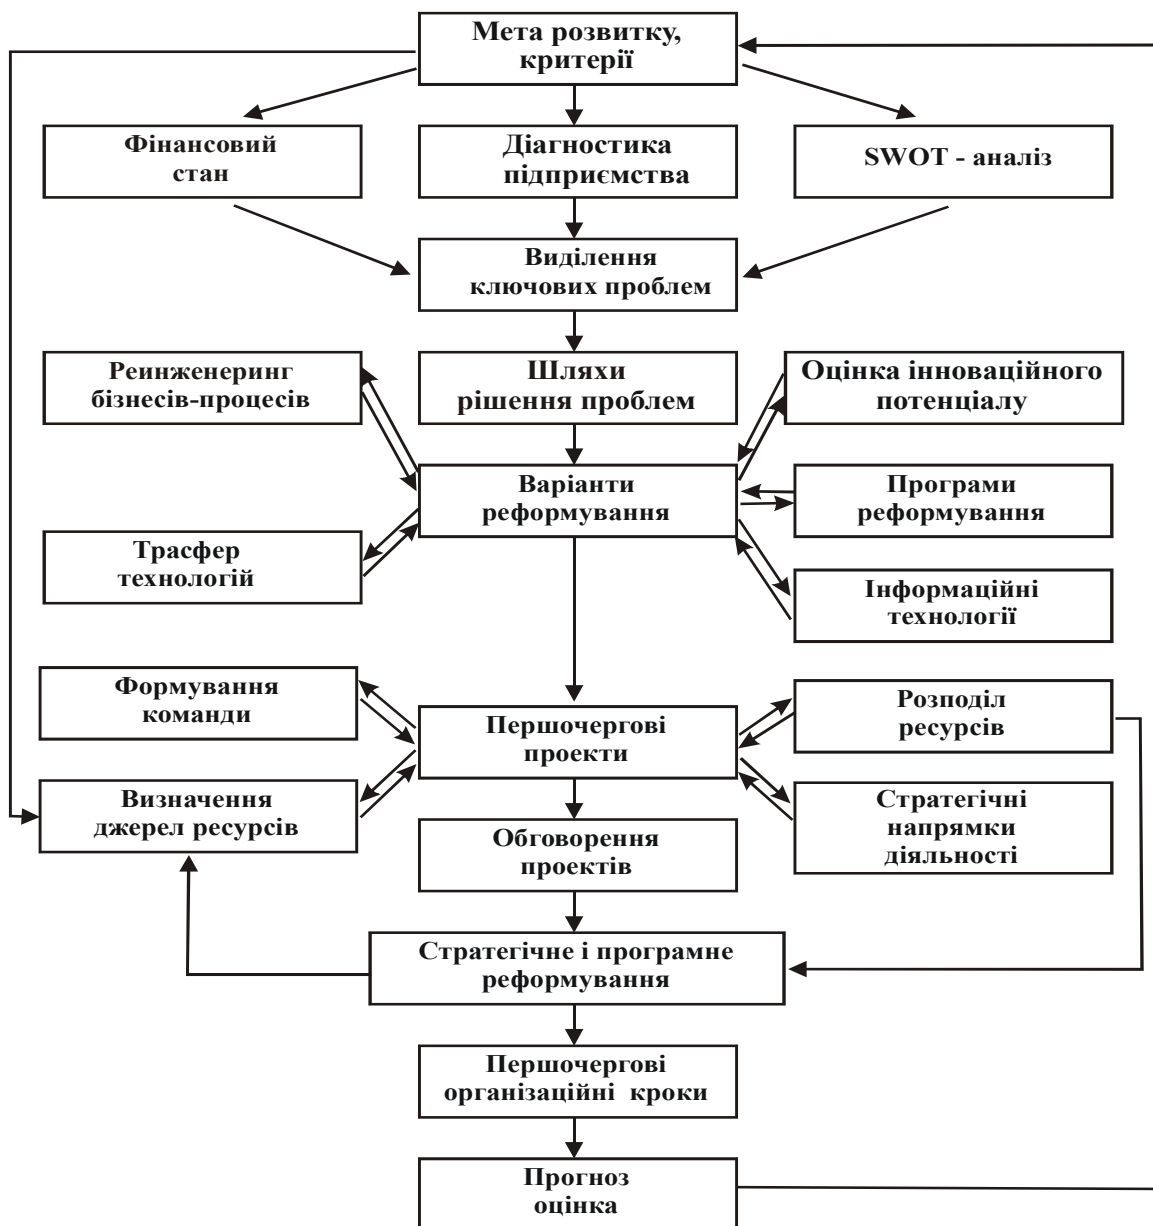 Мета розвитку,
критерії
Фінансовий
стан
Діагностика
підприємства
SWOT - аналіз
Виділення
ключових проблем
Реинженеринг
бізнесів-процесів
Шляхи
рішення проблем
Оцінка інноваційного
потенціалу
Варіанти
реформування
Програми
реформування
Трасфер
технологій
Інформаційні
технології
Формування
команди
Першочергові
проекти
Розподіл
ресурсів
Визначення
джерел ресурсів
Стратегічні
напрямки
діяльності
Обговорення
проектів
Стратегічне і програмне
реформування
Першочергові
організаційні кроки
Прогноз
оцінка